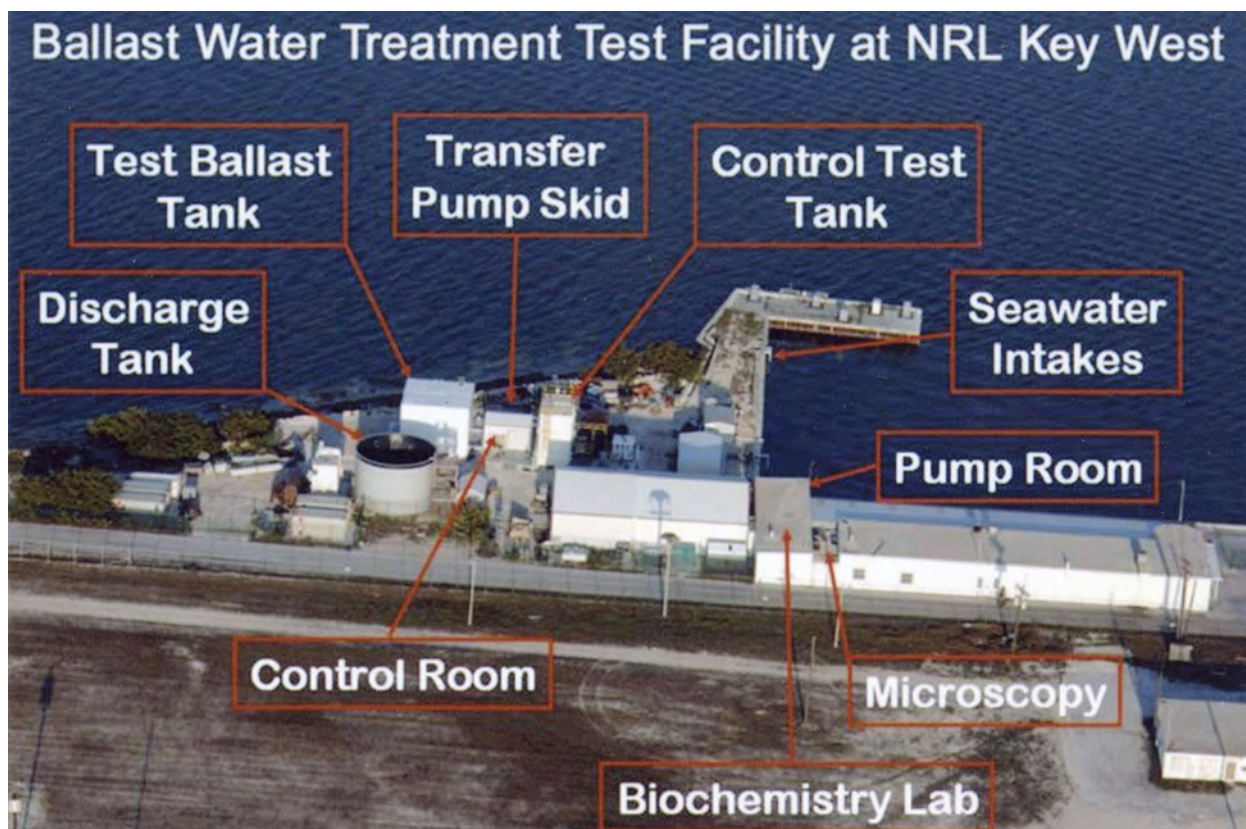 Ballast Water Treatment Test Facility at NRL Key West
Test Ballast
Tank
Transfer
Pump Skid
Control Test
Tank
Discharge
Tank
Seawater
Intakes
Pump Room
Control Room
Microscopy
Biochemistry Lab